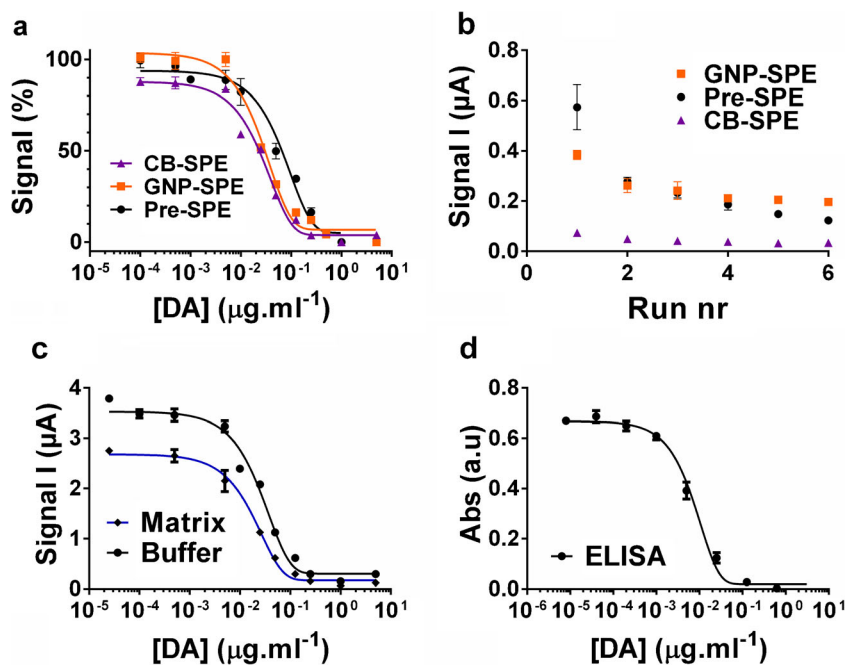 a
Signal (%)
100
50
0
CB-SPE
GNP-SPE
Pre-SPE
10-5 10-4 10-3 10-2 10-1 100 101
[DA] (μg.ml-1)
b
Signal I (μA)
0.8
0.6
0.4
0.2
0.0
GNP-SPE
Pre-SPE
CB-SPE
0 2 4 6
Run nr
c
Signal I (μA)
4
3
2
1
0
Matrix
Buffer
10-5 10-4 10-3 10-2 10-1 100 101
[DA] (μg.ml-1)
d
Abs (a.u)
0.8
0.6
0.4
0.2
0.0
ELISA
10-6 10-5 10-4 10-3 10-2 10-1 100 101
[DA] (μg.ml-1)